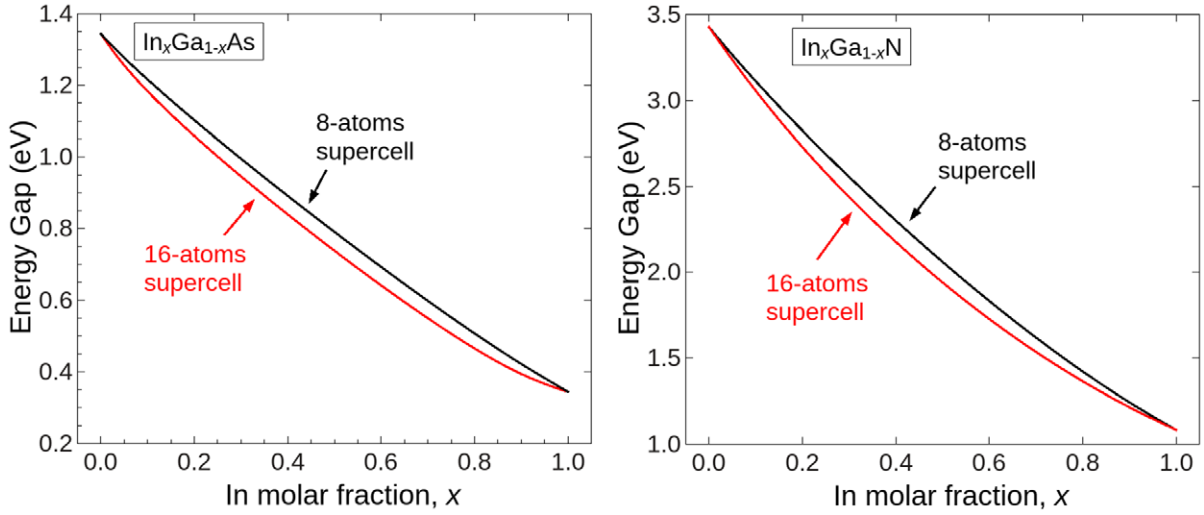 1.4
1.2
1.0
0.8
0.6
0.4
0.2
Energy Gap (eV)
InₓGa₁₋ₓAs
8-atoms
supercell
16-atoms
supercell
0.0 0.2 0.4 0.6 0.8 1.0
In molar fraction, x
3.5
3.0
2.5
2.0
1.5
1.0
Energy Gap (eV)
InₓGa₁₋ₓN
8-atoms
supercell
16-atoms
supercell
0.0 0.2 0.4 0.6 0.8 1.0
In molar fraction, x